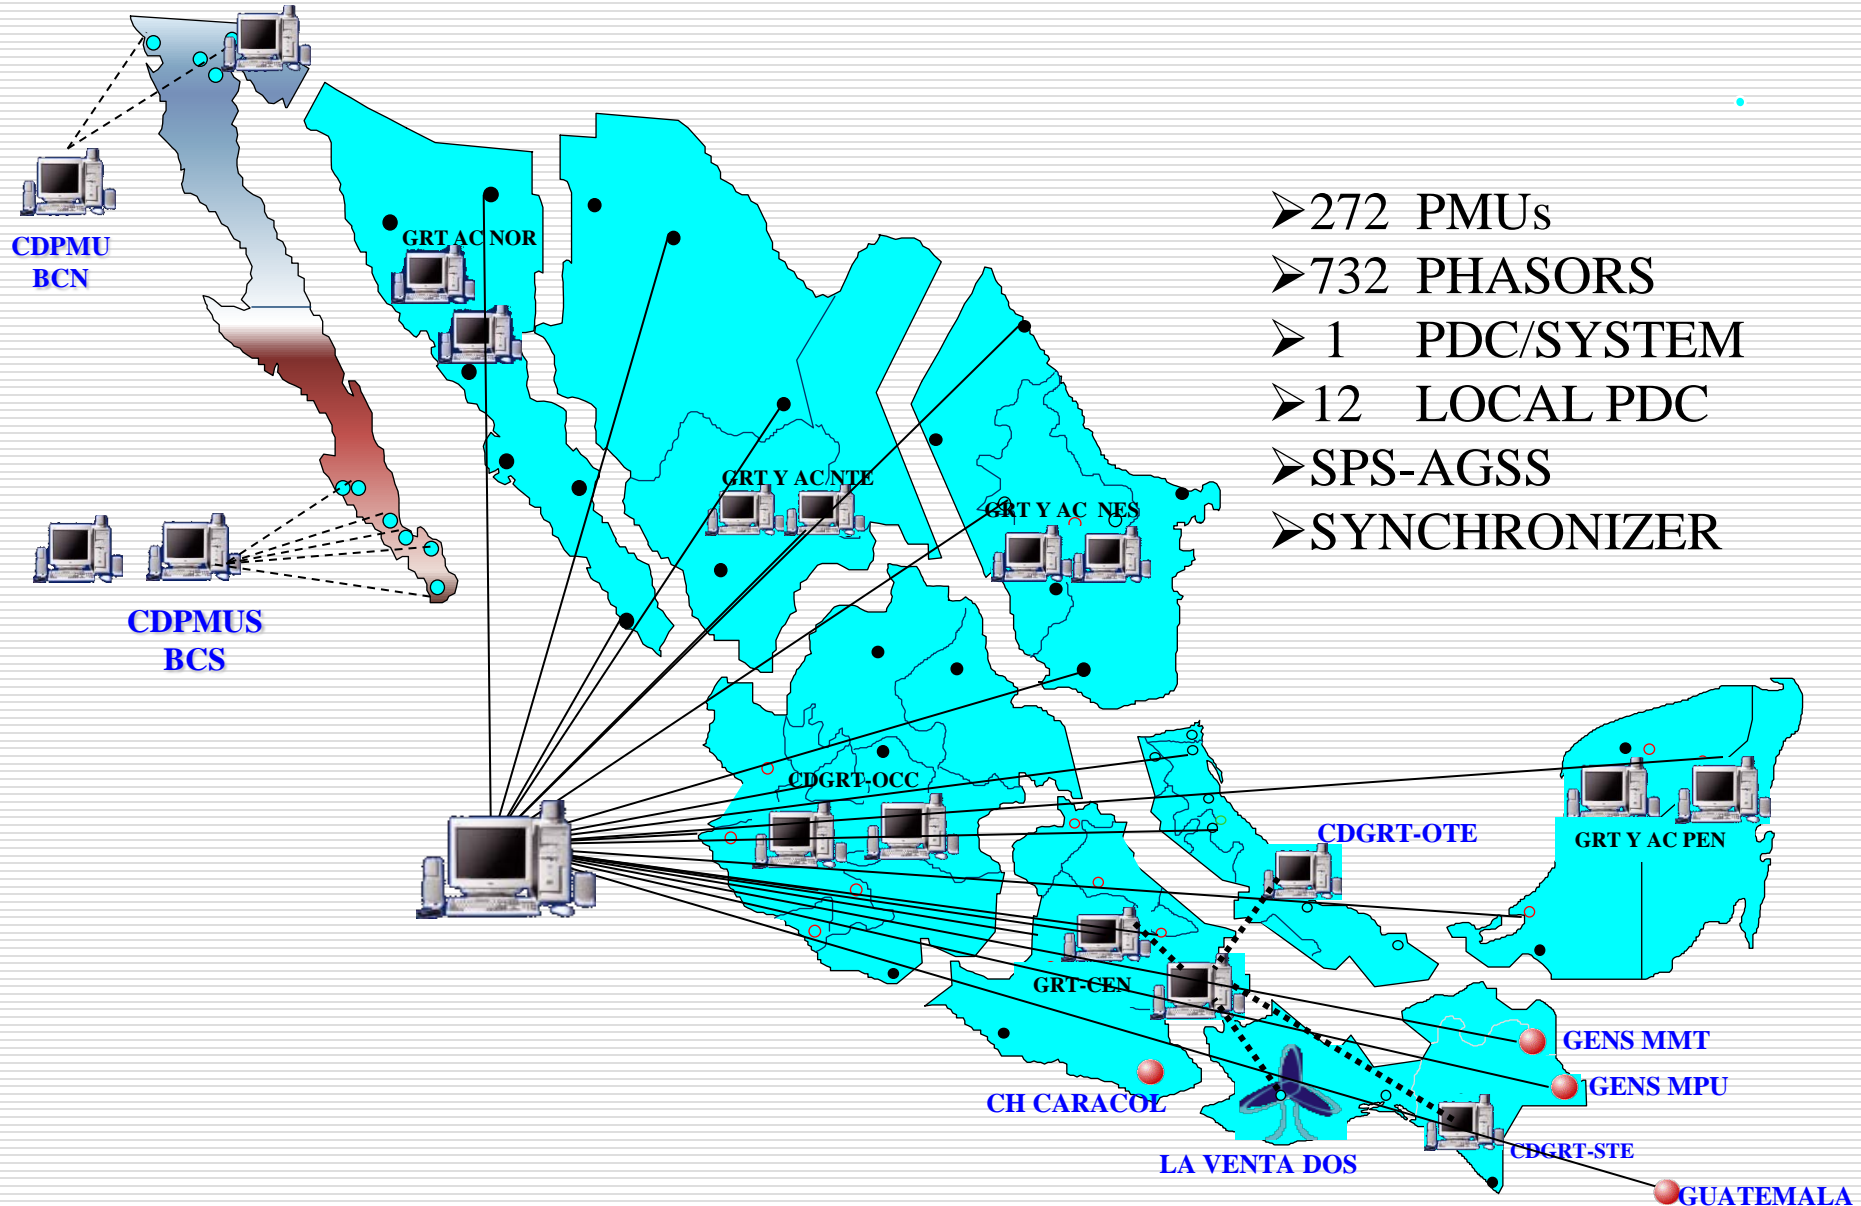 CDPMU
BCN
GRT AC NOR
➢272 PMUs
➢732 PHASORS
➢ 1 PDC/SYSTEM
➢12 LOCAL PDC
➢SPS-AGSS
➢SYNCHRONIZER
GRT Y AC NTE
GRT Y AC NES
CDPMUS
BCS
CDGRT-OCC
CDGRT-OTE
GRT Y AC PEN
GRT-CEN
GENS MMT
GENS MPU
CH CARACOL
LA VENTA DOS
CDGRT-STE
GUATEMALA